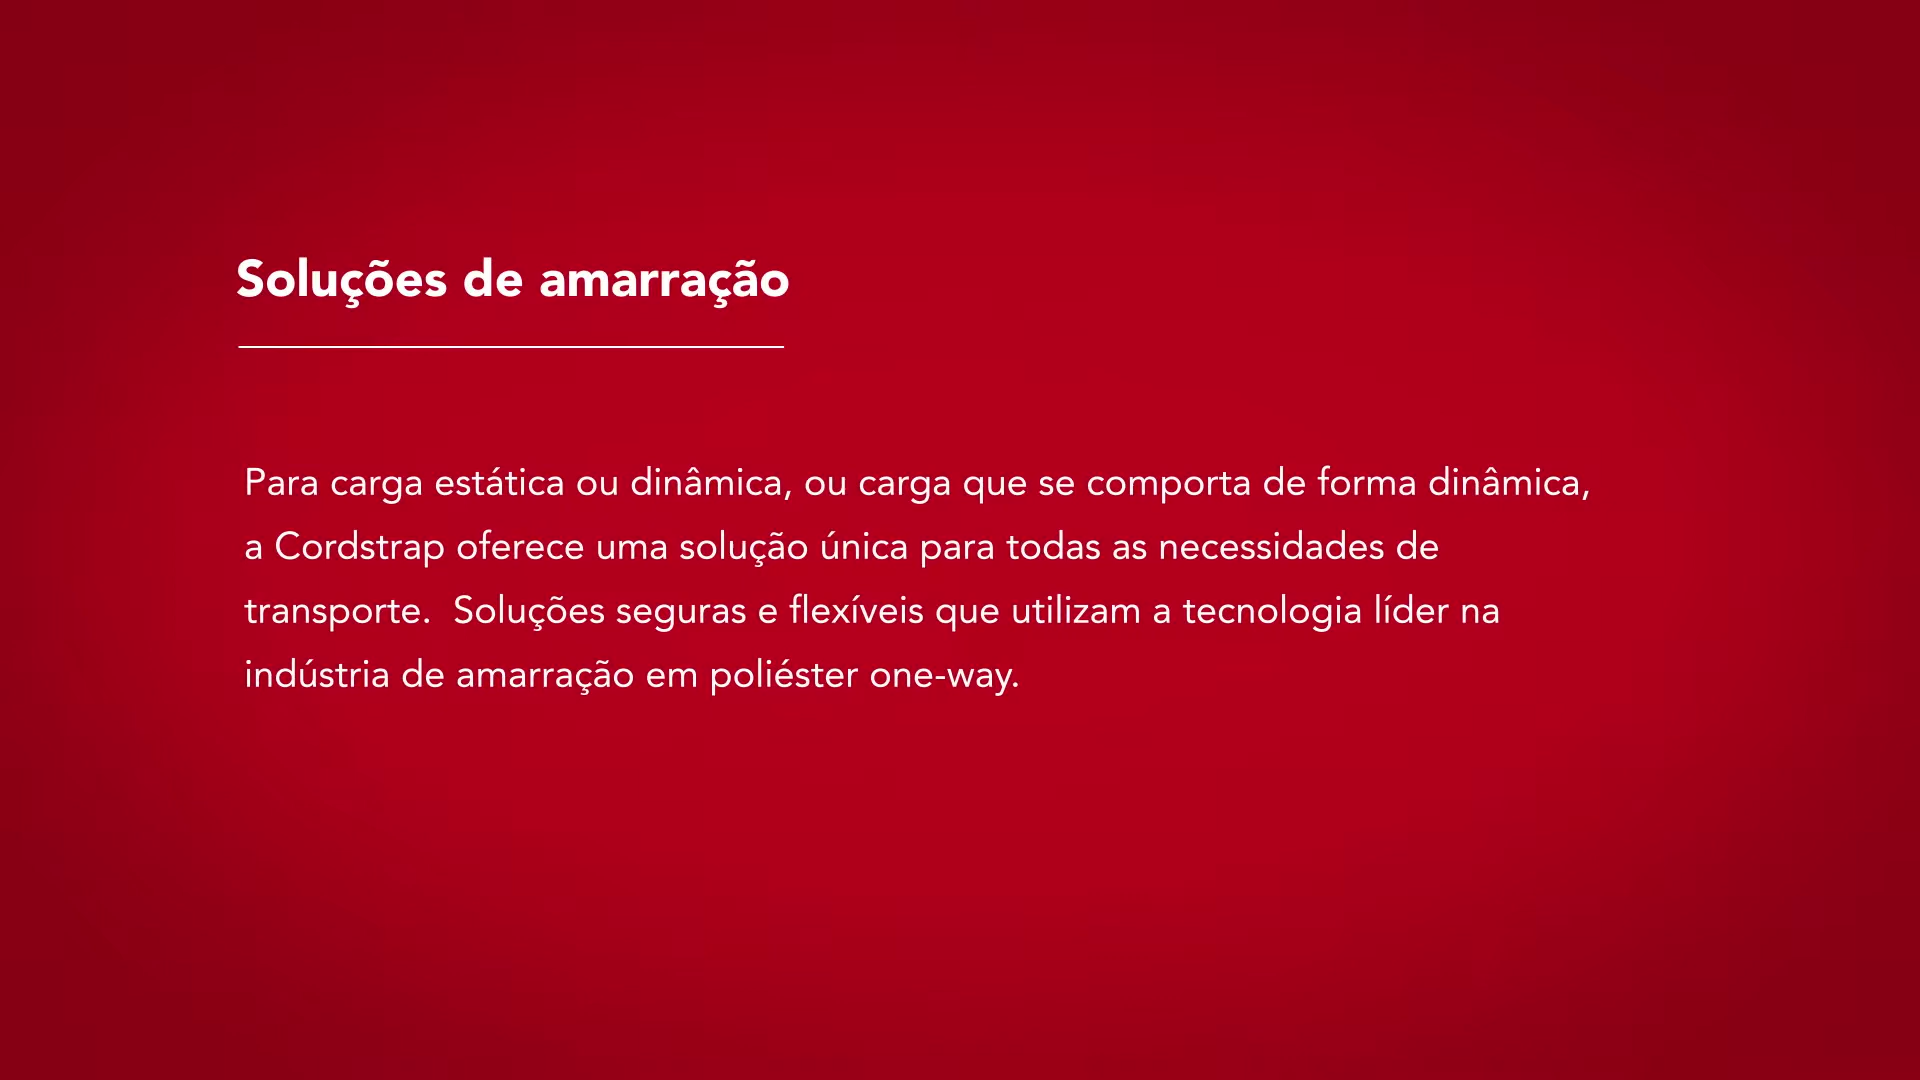 Soluções de amarração
Para carga estática ou dinâmica, ou carga que se comporta de forma dinâmica,
a Cordstrap oferece uma solução única para todas as necessidades de
transporte.  Soluções seguras e flexíveis que utilizam a tecnologia líder na
indústria de amarração em poliéster one-way.